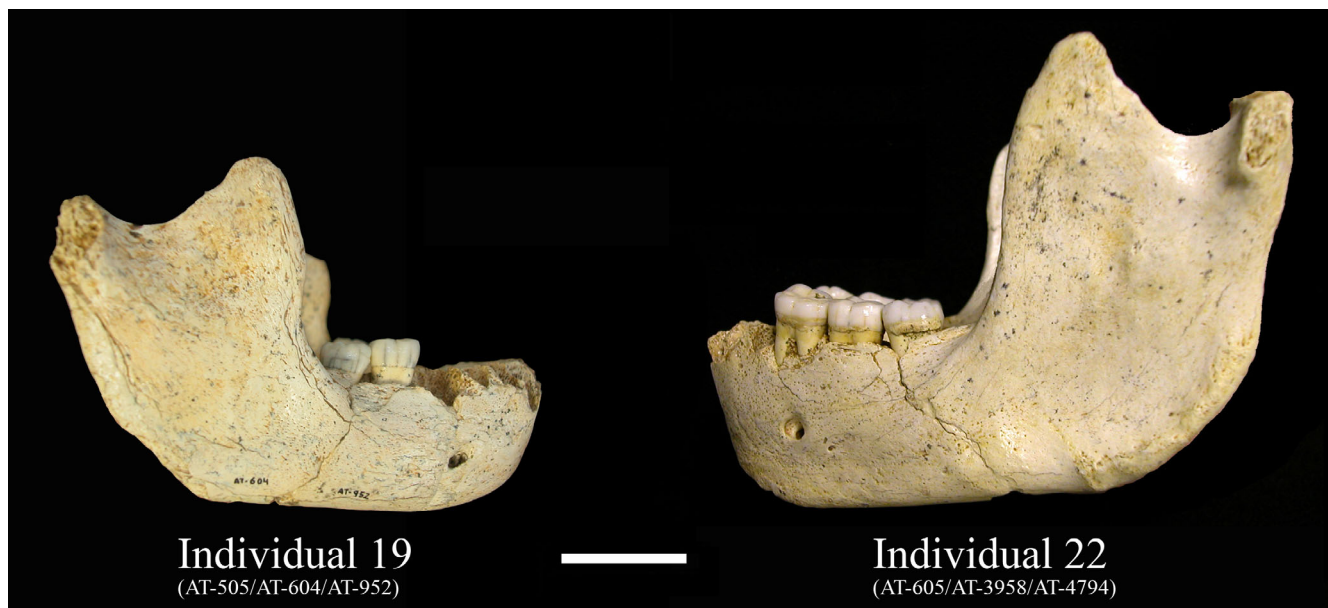 AT-604
AT-952
Individual 19
(AT-505/AT-604/AT-952)
Individual 22
(AT-605/AT-3958/AT-4794)